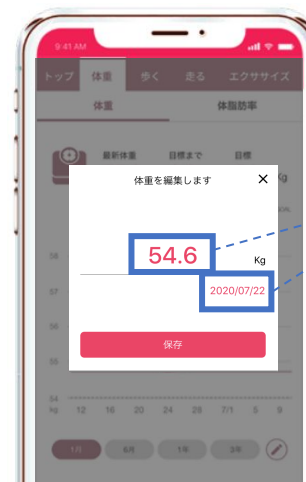 9:41 AM
トップ 体重 歩く 走る エクササイズ
体重 体脂肪率
最新体重 目標まで 目標
Kg
体重を編集します ×
54.6 Kg
2020/07/22
保存
58
57
56
55
54
kg 12 16 20 24 28 7/1 5 9
1月 6月 1年 3年